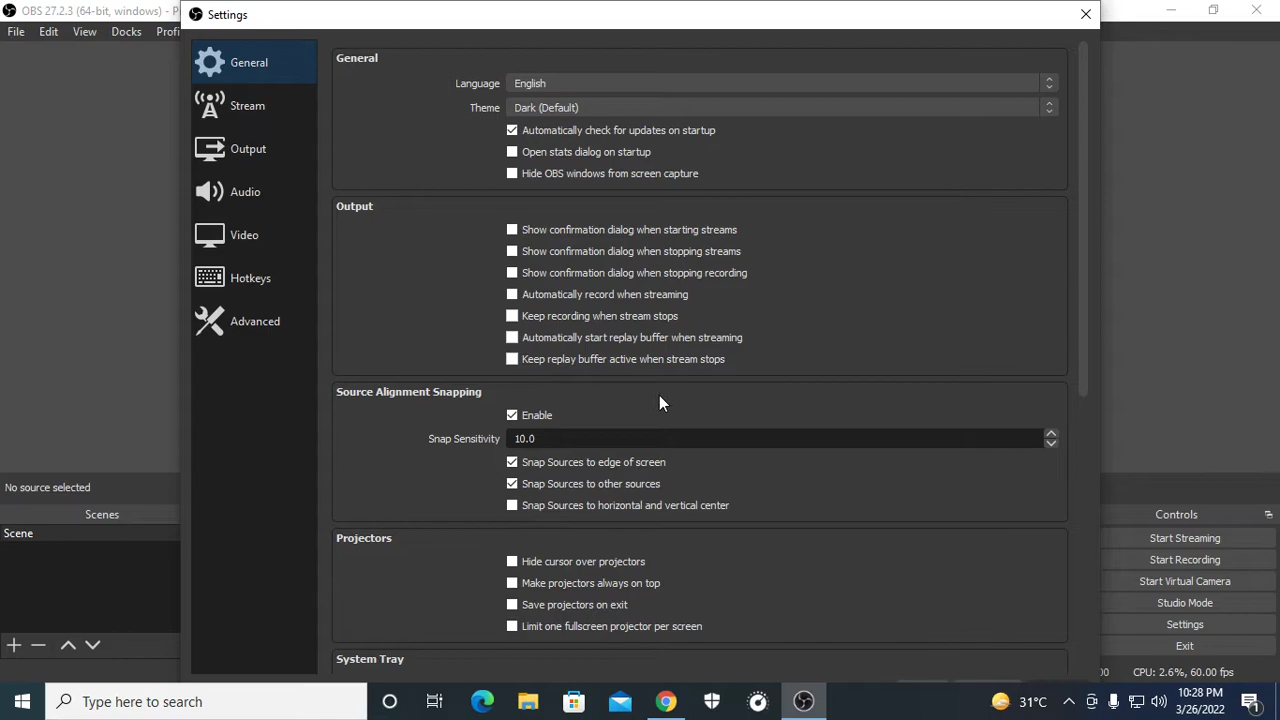 OBS 27.2.3 (64-bit, windows) - P
File Edit View Docks Profi
Settings
General
Stream
Output
Audio
Video
Hotkeys
Advanced
General
Language English
Theme Dark (Default)
Automatically check for updates on startup
Open stats dialog on startup
Hide OBS windows from screen capture
Output
Show confirmation dialog when starting streams
Show confirmation dialog when stopping streams
Show confirmation dialog when stopping recording
Automatically record when streaming
Keep recording when stream stops
Automatically start replay buffer when streaming
Keep replay buffer active when stream stops
Source Alignment Snapping
Enable
Snap Sensitivity 10.0
Snap Sources to edge of screen
Snap Sources to other sources
Snap Sources to horizontal and vertical center
Projectors
Hide cursor over projectors
Make projectors always on top
Save projectors on exit
Limit one fullscreen projector per screen
System Tray
No source selected
Scenes
Scene
Controls
Start Streaming
Start Recording
Start Virtual Camera
Studio Mode
Settings
Exit
00 CPU: 2.6%, 60.00 fps
Type here to search
31°C
10:28 PM
3/26/2022
1